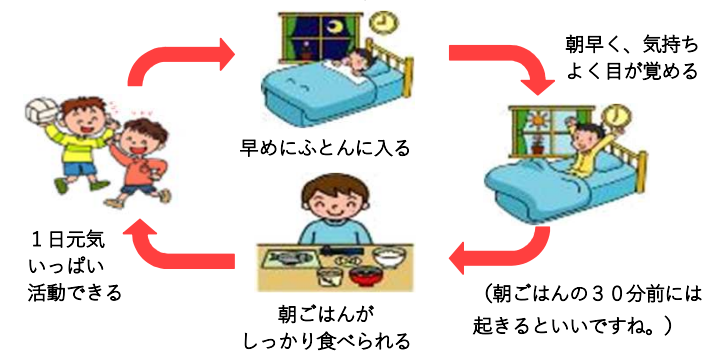 早めにふとんに入る
朝早く、気持ち
よく目が覚める
（朝ごはんの３０分前には
起きるといいですね。）
朝ごはんが
しっかり食べられる
１日元気
いっぱい
活動できる